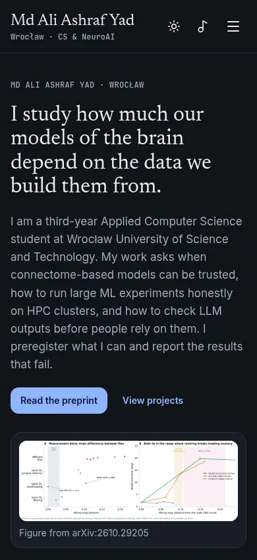 Md Ali Ashraf Yad
Wrocław · CS & NeuroAI
MD ALI ASHRAF YAD · WROCŁAW
I study how much our
models of the brain
depend on the data we
build them from.
I am a third-year Applied Computer Science
student at Wrocław University of Science
and Technology. My work asks when
connectome-based models can be trusted,
how to run large ML experiments honestly
on HPC clusters, and how to check LLM
outputs before people rely on them. I
preregister what I can and report the results
that fail.
Read the preprint
View projects
Figure from arXiv:2610.29205